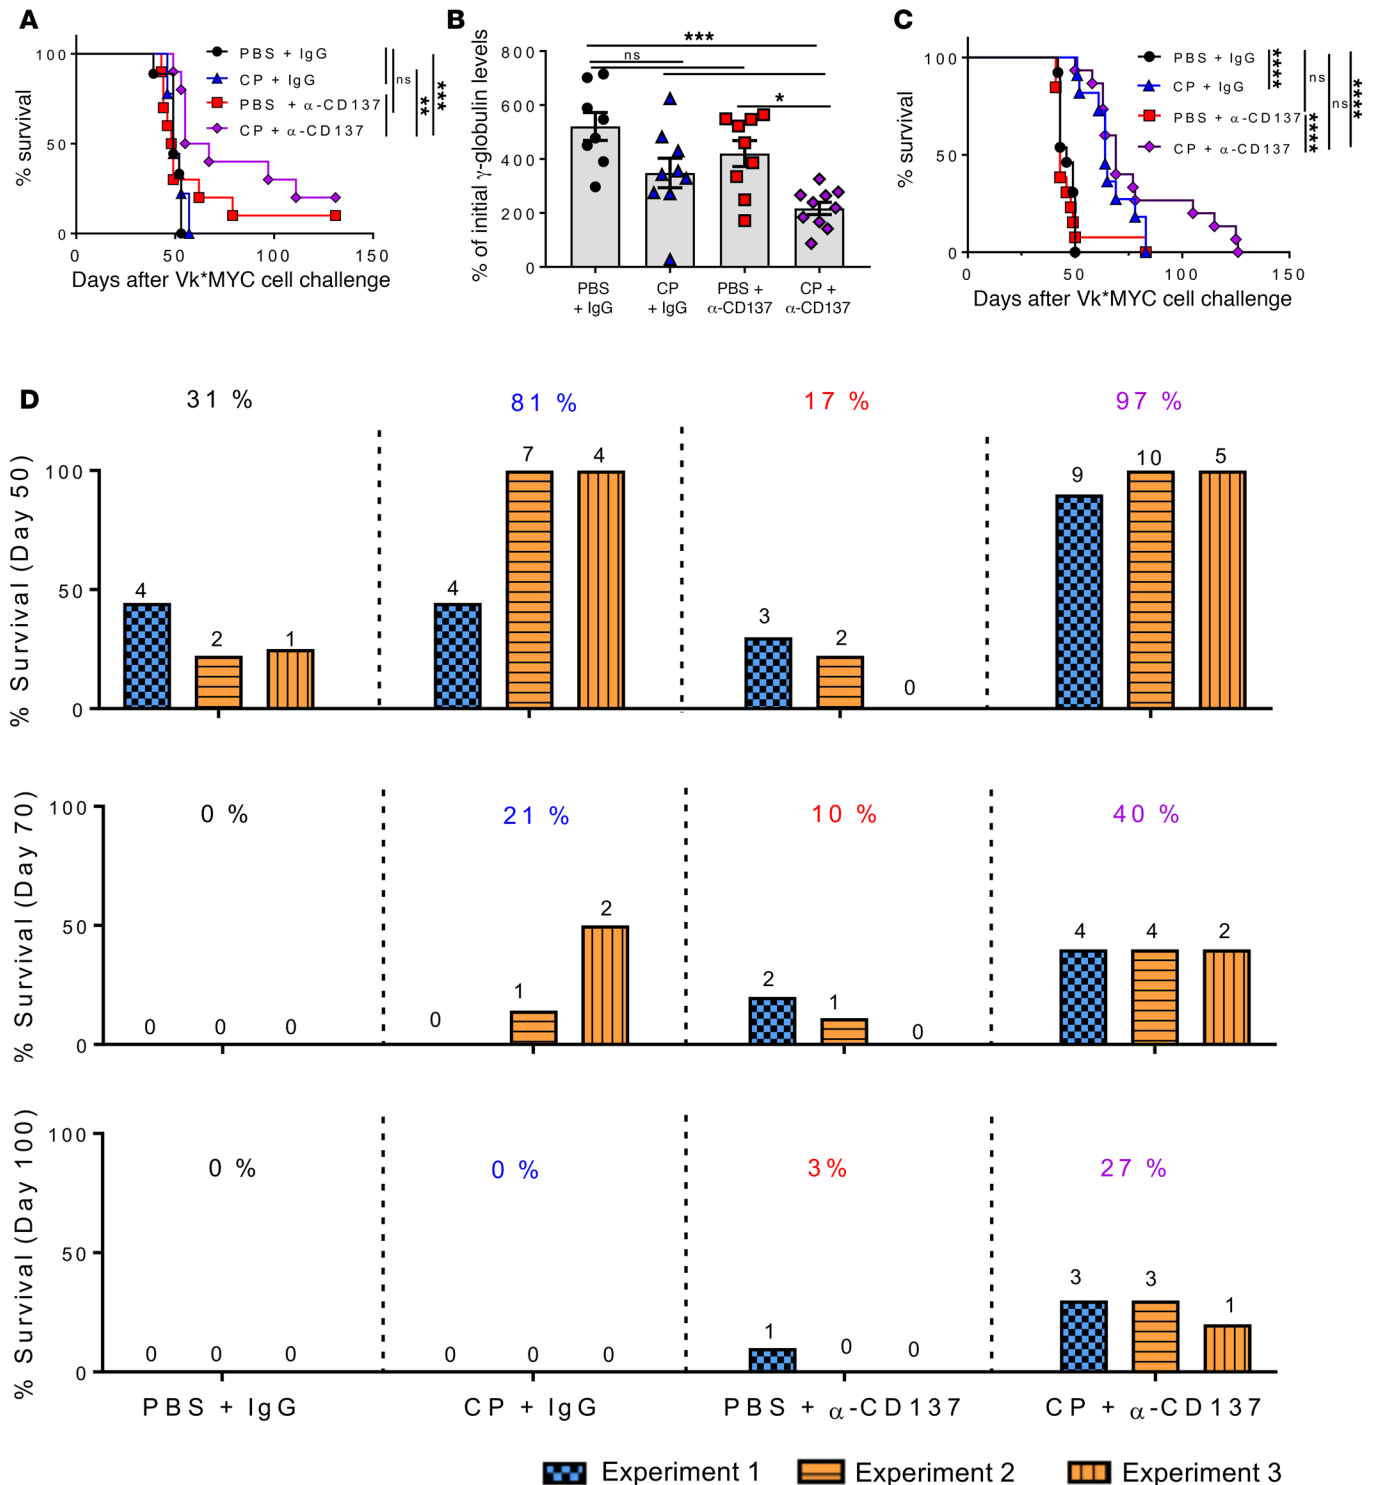 A
% survival
100
50
0
0
50
100
150
Days after Vk*MYC cell challenge
PBS + IgG
CP + IgG
PBS + α-CD137
CP + α-CD137
ns
**
***
B
% of initial γ-globulin levels
800
600
400
200
0
***
ns
*
PBS + IgG
CP + IgG
PBS + α-CD137
CP + α-CD137
C
% survival
100
50
0
0
50
100
150
Days after Vk*MYC cell challenge
PBS + IgG
CP + IgG
PBS + α-CD137
CP + α-CD137
****
****
ns
ns
****
D
31 %
81 %
17 %
97 %
% Survival (Day 50)
100
50
0
4
2
1
4
7
4
3
2
0
9
10
5
% Survival (Day 70)
100
50
0
0 %
21 %
10 %
40 %
0
0
0
0
1
2
2
1
0
4
4
2
% Survival (Day 100)
100
50
0
0 %
0 %
3%
27 %
0
0
0
0
0
0
1
0
0
3
3
1
PBS + IgG
CP + IgG
PBS + α-CD137
CP + α-CD137
Experiment 1
Experiment 2
Experiment 3